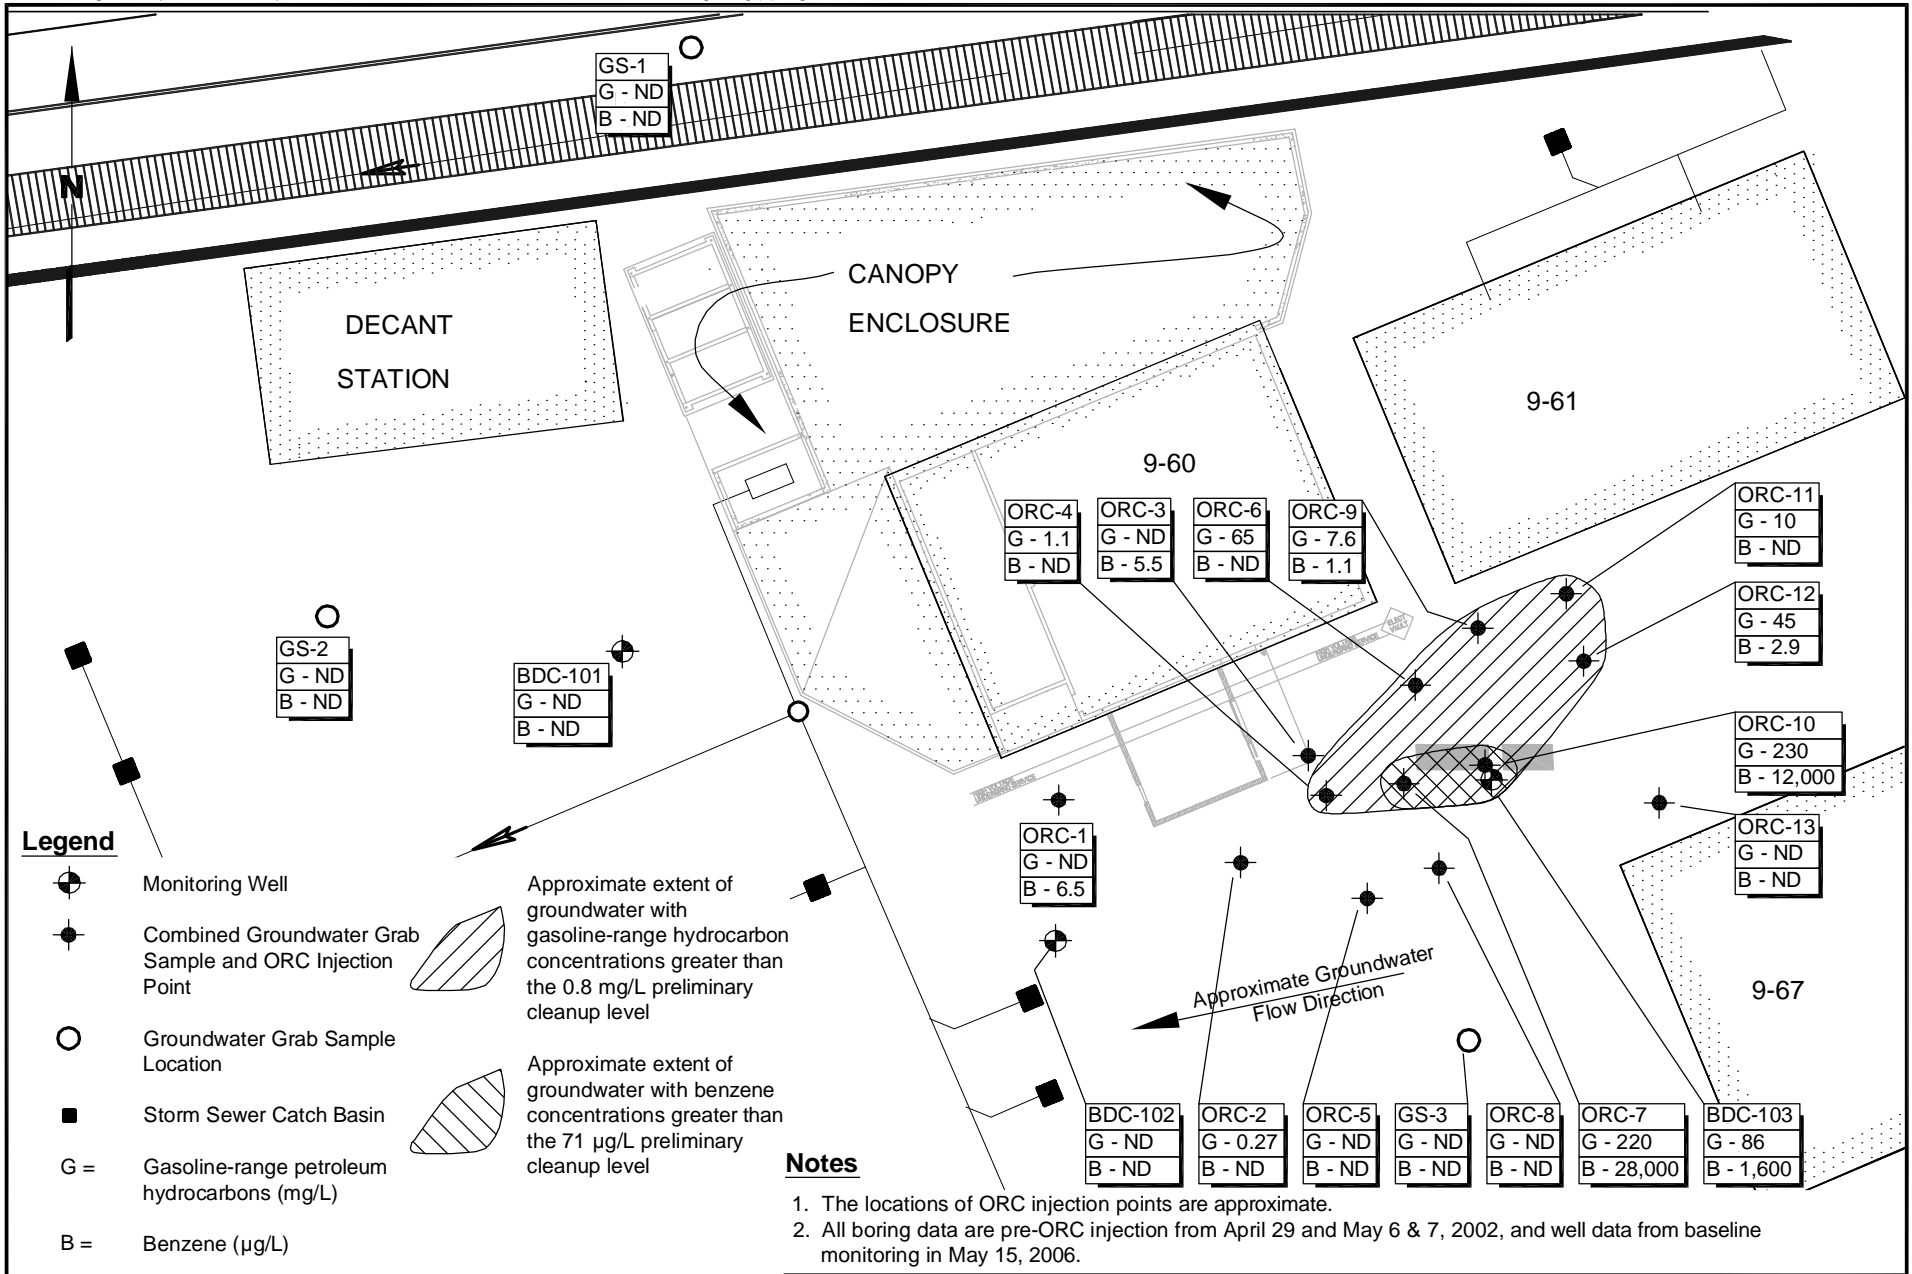 GS-1
G - ND
B - ND
N
CANOPY
ENCLOSURE
DECANT
STATION
9-61
9-60
ORC-4
G - 1.1
B - ND
ORC-3
G - ND
B - 5.5
ORC-6
G - 65
B - ND
ORC-9
G - 7.6
B - 1.1
ORC-11
G - 10
B - ND
ORC-12
G - 45
B - 2.9
ELECT
VAULT
HIGH VOLTAGE
UNDERGROUND SERVICE
GS-2
G - ND
B - ND
BDC-101
G - ND
B - ND
ORC-10
G - 230
B - 12,000
HIGH VOLTAGE
UNDERGROUND SERVICE
ORC-1
G - ND
B - 6.5
ORC-13
G - ND
B - ND
9-67
Approximate Groundwater
Flow Direction
BDC-102
G - ND
B - ND
ORC-2
G - 0.27
B - ND
ORC-5
G - ND
B - ND
GS-3
G - ND
B - ND
ORC-8
G - ND
B - ND
ORC-7
G - 220
B - 28,000
BDC-103
G - 86
B - 1,600
Legend
Monitoring Well
Combined Groundwater Grab
Sample and ORC Injection
Point
Groundwater Grab Sample
Location
Storm Sewer Catch Basin
G = Gasoline-range petroleum
hydrocarbons (mg/L)
B = Benzene (µg/L)
Approximate extent of
groundwater with
gasoline-range hydrocarbon
concentrations greater than
the 0.8 mg/L preliminary
cleanup level
Approximate extent of
groundwater with benzene
concentrations greater than
the 71 µg/L preliminary
cleanup level
Notes
1. The locations of ORC injection points are approximate.
2. All boring data are pre-ORC injection from April 29 and May 6 & 7, 2002, and well data from baseline
monitoring in May 15, 2006.